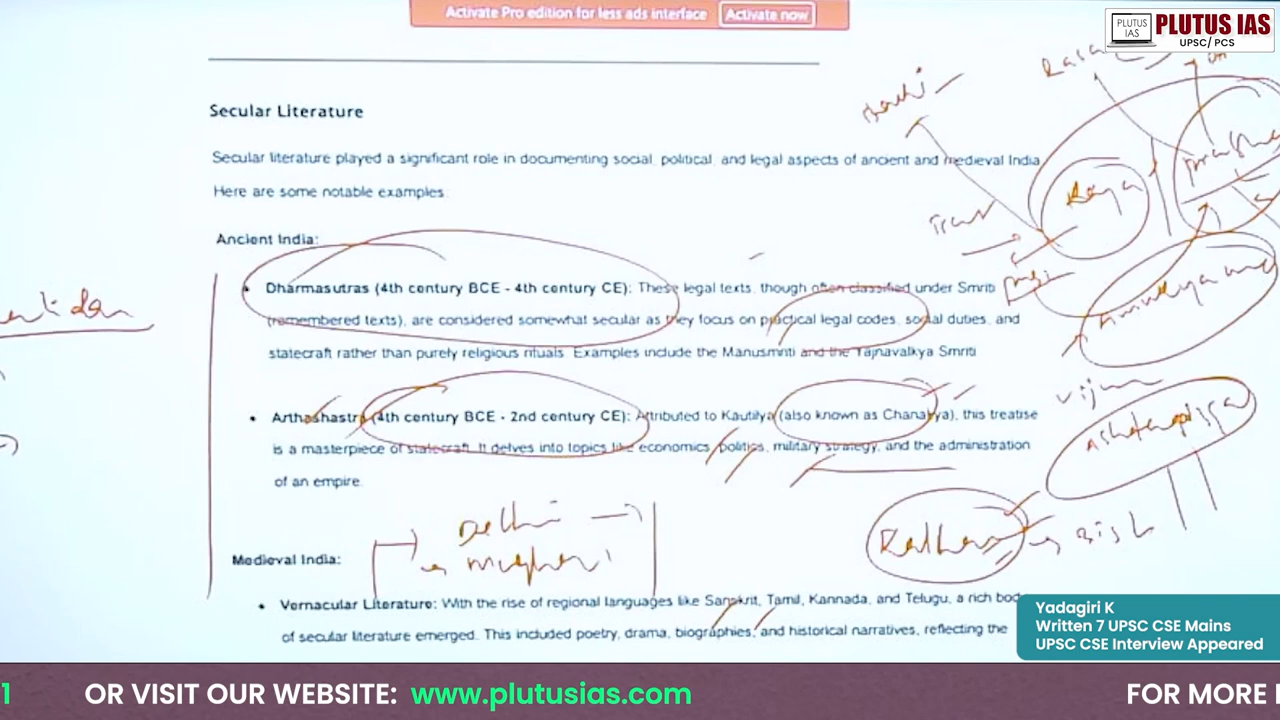 Activate Pro edition for less ads interface Activate now
PLUTUS IAS
PLUTUS IAS
UPSC/ PCS
Secular Literature
Secular literature played a significant role in documenting social, political, and legal aspects of ancient and medieval India
Here are some notable examples:
Ancient India:
Dharmasutras (4th century BCE - 4th century CE): These legal texts, though often classified under Smriti
(remembered texts), are considered somewhat secular as they focus on practical legal codes, social duties, and
statecraft rather than purely religious rituals. Examples include the Manusmriti and the Yajnavalkya Smriti
Arthashastra (4th century BCE - 2nd century CE): Attributed to Kautilya (also known as Chanakya), this treatise
is a masterpiece of statecraft. It delves into topics like economics, politics, military strategy, and the administration
of an empire.
Delhi
Medieval India:
Vernacular Literature: With the rise of regional languages like Sanskrit, Tamil, Kannada, and Telugu, a rich bod
of secular literature emerged. This included poetry, drama, biographies, and historical narratives, reflecting the
Yadagiri K
Written 7 UPSC CSE Mains
UPSC CSE Interview Appeared
1 OR VISIT OUR WEBSITE: www.plutusias.com FOR MORE